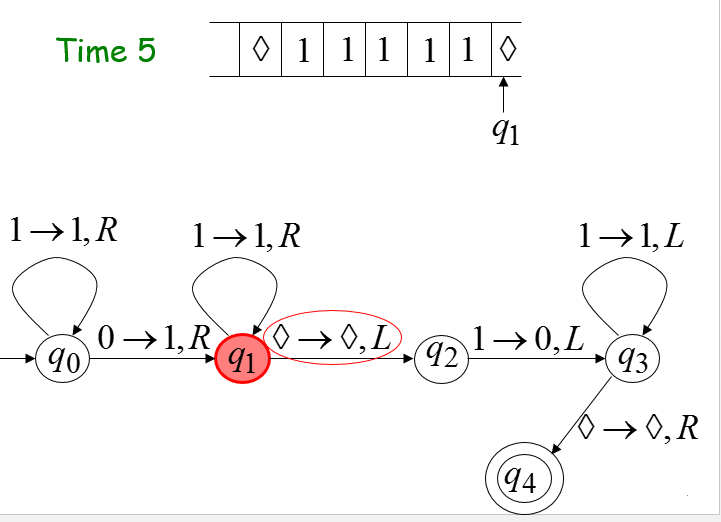 Time 5
◊ 1 1 1 1 1 ◊
q1
1 → 1, R 1 → 1, R 1 → 1, L
0 → 1, R ◊ → ◊, L 1 → 0, L
q0 q1 q2 q3
◊ → ◊, R
q4